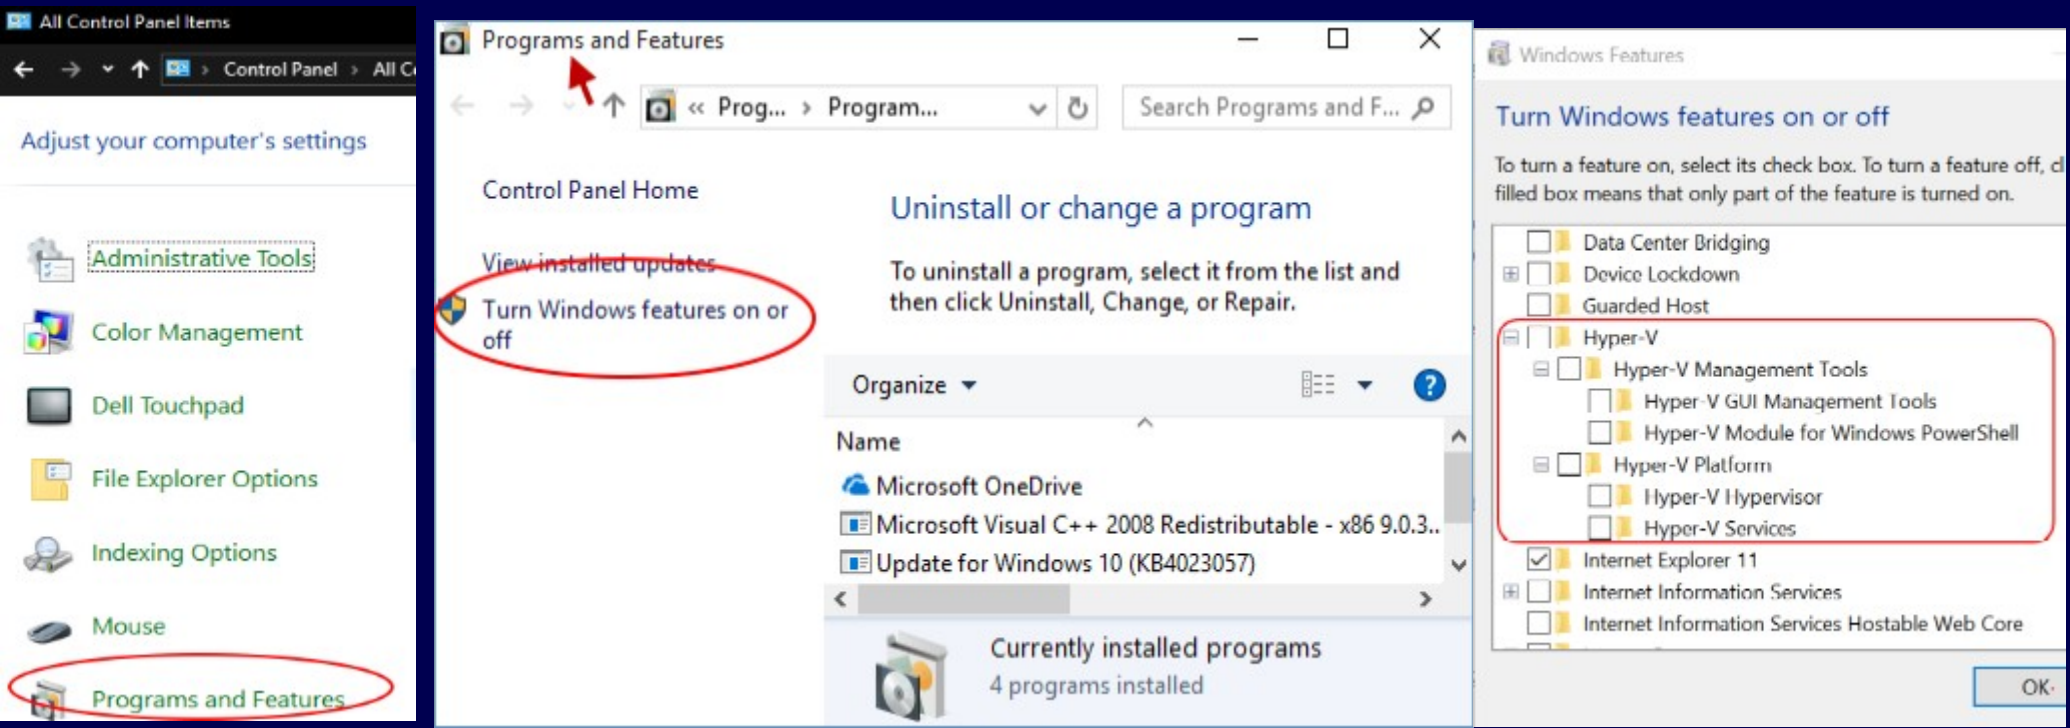 All Control Panel Items
Control Panel > All C
Adjust your computer's settings
Administrative Tools
Color Management
Dell Touchpad
File Explorer Options
Indexing Options
Mouse
Programs and Features
Programs and Features
« Prog... > Program...
Search Programs and F...
Control Panel Home
View installed updates
Turn Windows features on or
off
Uninstall or change a program
To uninstall a program, select it from the list and
then click Uninstall, Change, or Repair.
Organize
Name
Microsoft OneDrive
Microsoft Visual C++ 2008 Redistributable - x86 9.0.3..
Update for Windows 10 (KB4023057)
Currently installed programs
4 programs installed
Windows Features
Turn Windows features on or off
To turn a feature on, select its check box. To turn a feature off, cl
filled box means that only part of the feature is turned on.
Data Center Bridging
Device Lockdown
Guarded Host
Hyper-V
Hyper-V Management Tools
Hyper-V GUI Management Tools
Hyper-V Module for Windows PowerShell
Hyper-V Platform
Hyper-V Hypervisor
Hyper-V Services
Internet Explorer 11
Internet Information Services
Internet Information Services Hostable Web Core
OK